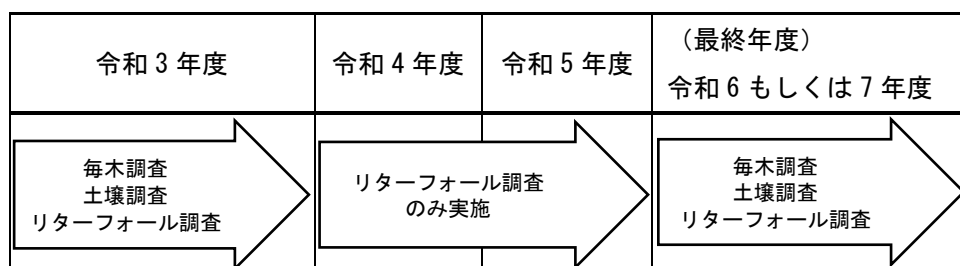 令和3年度
令和4年度
令和5年度
（最終年度）
令和6もしくは7年度
毎木調査
土壌調査
リターフォール調査
リターフォール調査
のみ実施
毎木調査
土壌調査
リターフォール調査